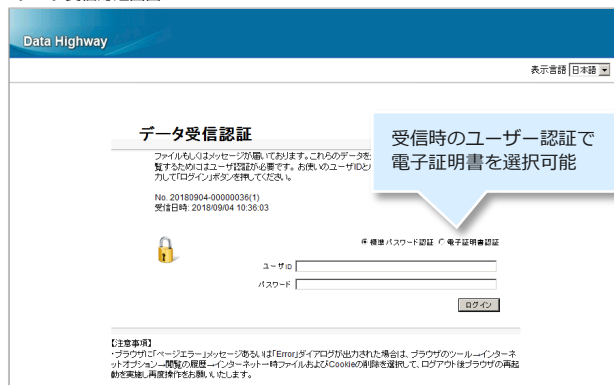 Data Highway
表示言語 日本語
データ受信認証
受信時のユーザー認証で
電子証明書を選択可能
ファイルもしくはメッセージが届いております。これらのデータを
覧するためにはユーザ認証が必要です。お使いのユーザIDとパ
力して「ログイン」ボタンを押してください。
No. 20180904-00000036(1)
受信日時: 2018/09/04 10:36:03
標準パスワード認証 電子証明書認証
ユーザID
パスワード
ログイン
【注意事項】
・ブラウザに「ページエラー」メッセージあるいは「Error」ダイアログが出力された場合は、ブラウザのツール→インターネ
ットオプション→閲覧の履歴→インターネット一時ファイルおよびCookieの削除を選択して、ログアウト後ブラウザの再起
動を実施し再度操作をお願いいたします。